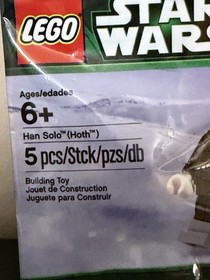 LEGO
STAR
WARS
Ages/edades
6+
Han Solo™ (Hoth™)
5 pcs/Stck/pzs/db
Building Toy
Jouet de Construction
Juguete para Construir